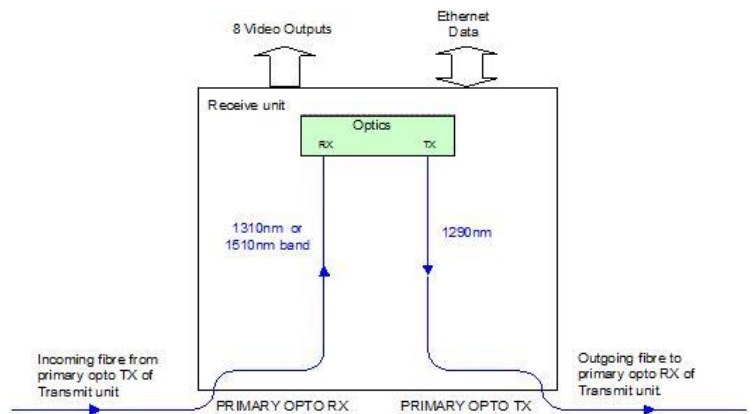 8 Video Outputs
Ethernet
Data
Receive unit
Optics
RX
TX
1310nm or
1510nm band
1290nm
Incoming fibre from
primary opto TX of
Transmit unit
Outgoing fibre to
primary opto RX of
Transmit unit.
PRIMARY OPTO RX
PRIMARY OPTO TX